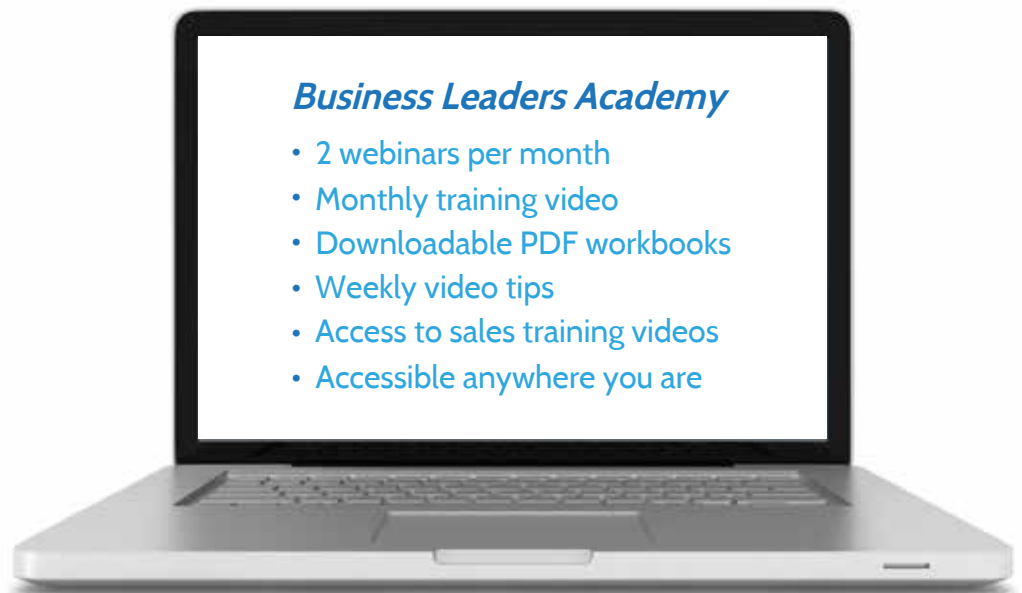 Business Leaders Academy
• 2 webinars per month
• Monthly training video
• Downloadable PDF workbooks
• Weekly video tips
• Access to sales training videos
• Accessible anywhere you are